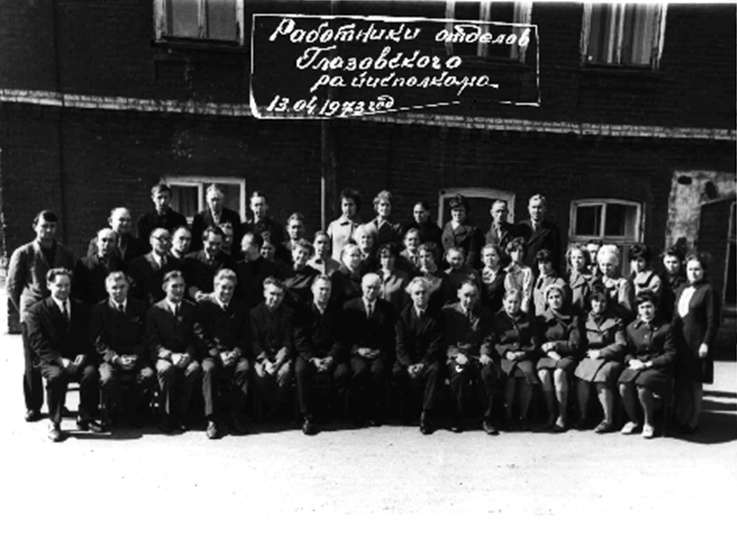 Работники отделов
Глазовского
райисполкома
13.04.1973 год